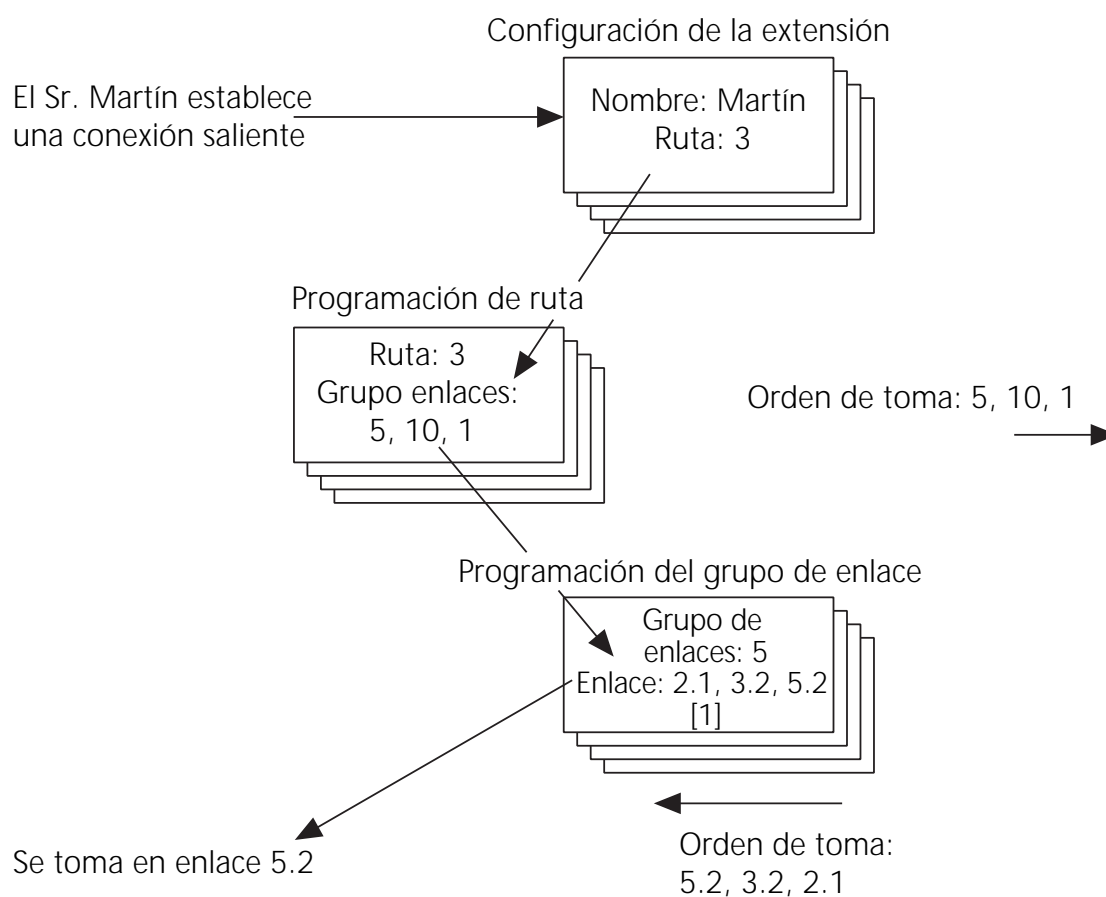 Configuración de la extensión
El Sr. Martín establece
una conexión saliente
Nombre: Martín
Ruta: 3
Programación de ruta
Ruta: 3
Grupo enlaces:
5, 10, 1
Orden de toma: 5, 10, 1
Programación del grupo de enlace
Grupo de
enlaces: 5
Enlace: 2.1, 3.2, 5.2
[1]
Se toma en enlace 5.2
Orden de toma:
5.2, 3.2, 2.1